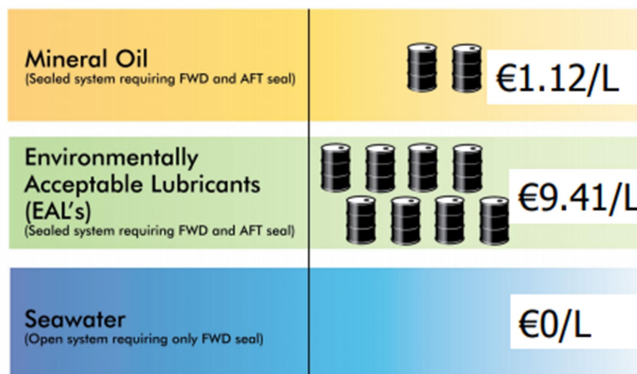 Mineral Oil
(Sealed system requiring FWD and AFT seal)
€1.12/L
Environmentally
Acceptable Lubricants
(EAL's)
(Sealed system requiring FWD and AFT seal)
€9.41/L
Seawater
(Open system requiring only FWD seal)
€0/L